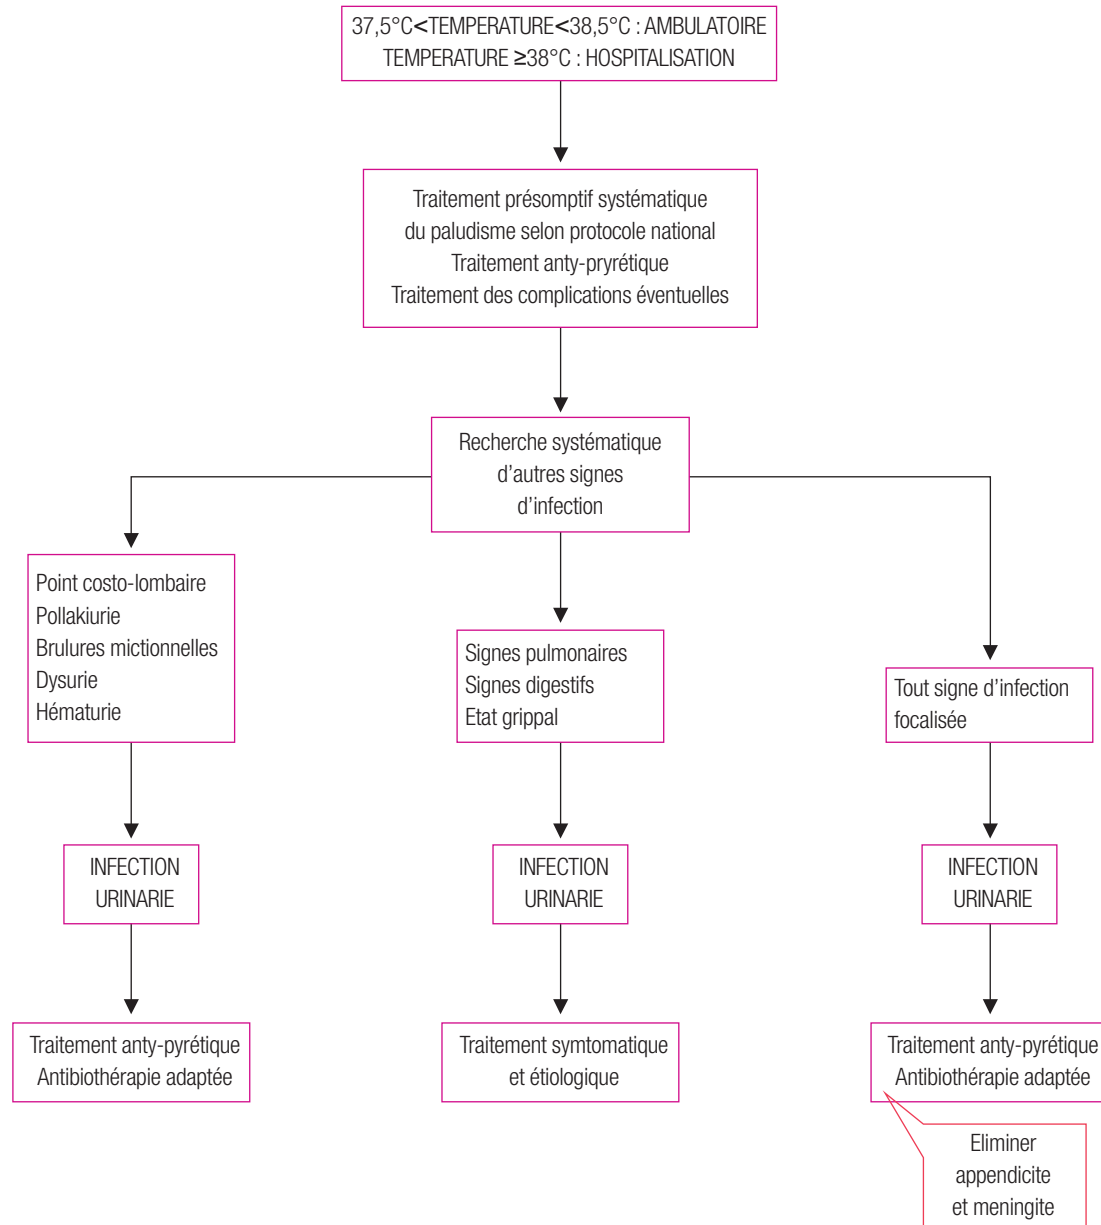 37,5°C<TEMPERATURE<38,5°C : AMBULATOIRE
TEMPERATURE ≥38°C : HOSPITALISATION
Traitement présomptif systématique
du paludisme selon protocole national
Traitement anty-pryrétique
Traitement des complications éventuelles
Recherche systématique
d'autres signes
d'infection
Point costo-lombaire
Pollakiurie
Brulures mictionnelles
Dysurie
Hématurie
Signes pulmonaires
Signes digestifs
Etat grippal
Tout signe d'infection
focalisée
INFECTION
URINARIE
INFECTION
URINARIE
INFECTION
URINARIE
Traitement anty-pyrétique
Antibiothérapie adaptée
Traitement symtomatique
et étiologique
Traitement anty-pyrétique
Antibiothérapie adaptée
Eliminer
appendicite
et meningite